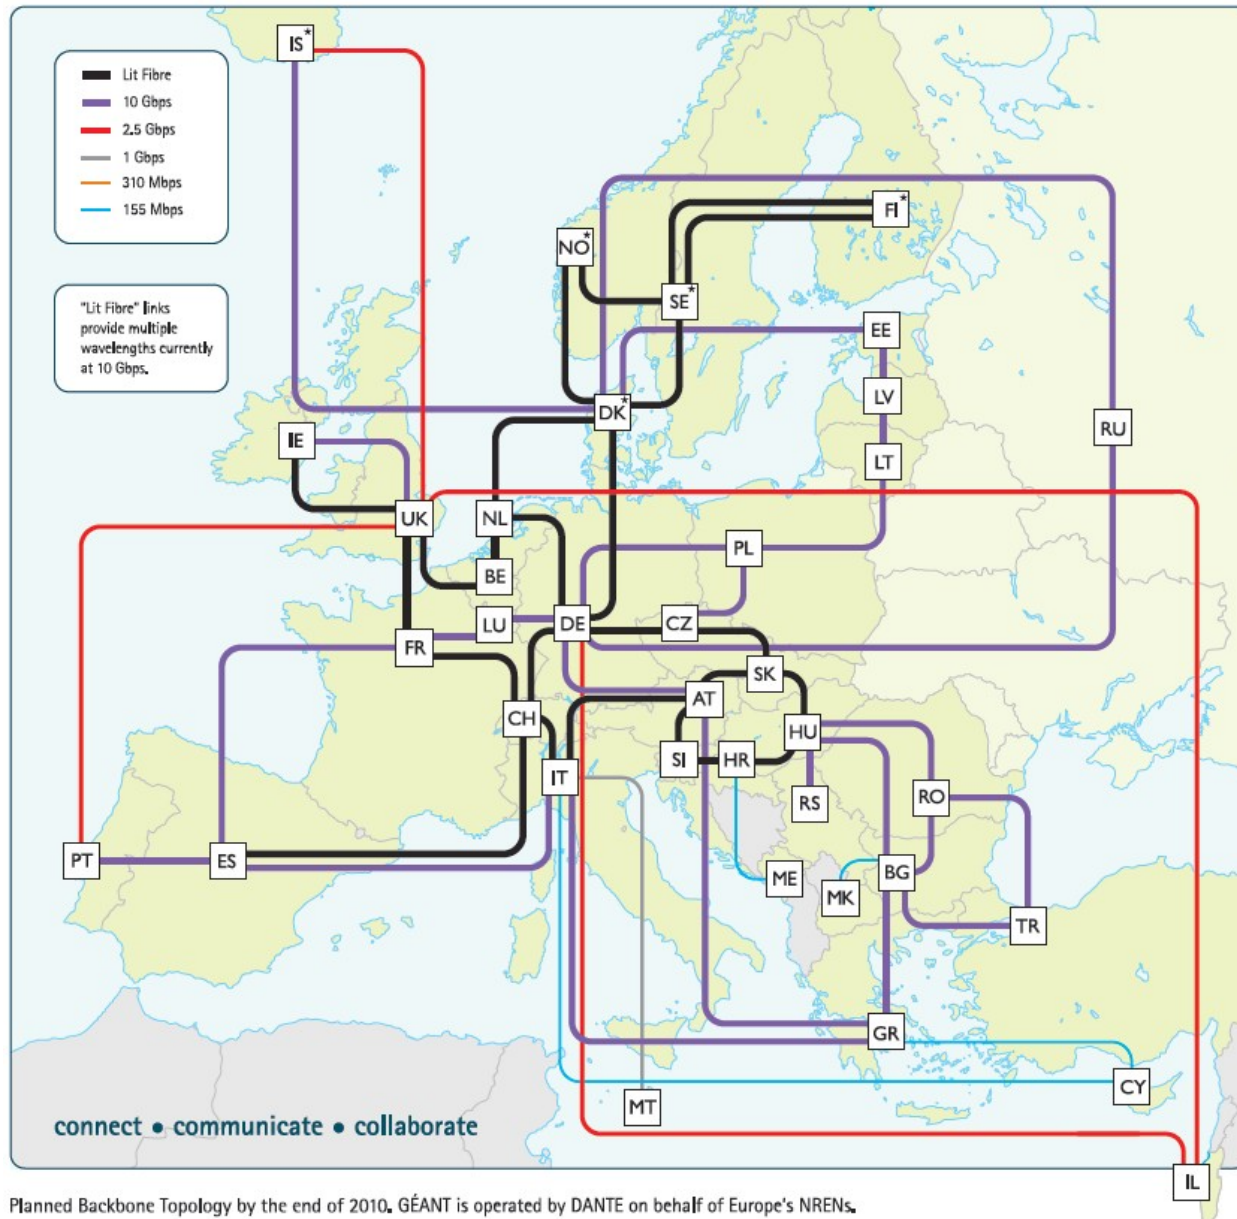 IS*
Lit Fibre
10 Gbps
2.5 Gbps
1 Gbps
310 Mbps
155 Mbps
"Lit Fibre" links
provide multiple
wavelengths currently
at 10 Gbps.
FI*
NO*
SE*
EE
LV
DK*
RU
IE
LT
UK
NL
PL
BE
LU
DE
CZ
FR
SK
AT
CH
HU
SI
HR
IT
RS
RO
PT
ES
ME
MK
BG
TR
GR
CY
MT
connect • communicate • collaborate
IL
Planned Backbone Topology by the end of 2010. GÉANT is operated by DANTE on behalf of Europe's NRENs.